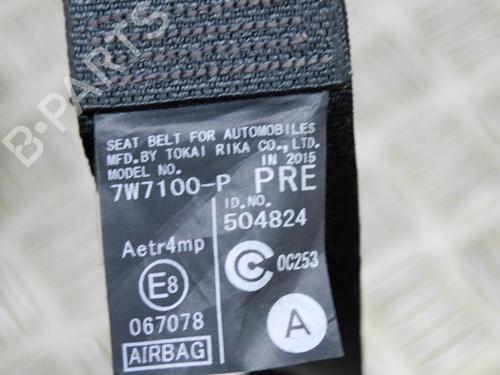 B-PARTS
SEAT BELT FOR AUTOMOBILES
MFD.BY TOKAI RIKA CO., LTD.
MODEL NO. IN 2015
7W7100-P PRE
ID.NO.
504824
Aetr4mp
E8 C 0C253
067078 A
AIRBAG